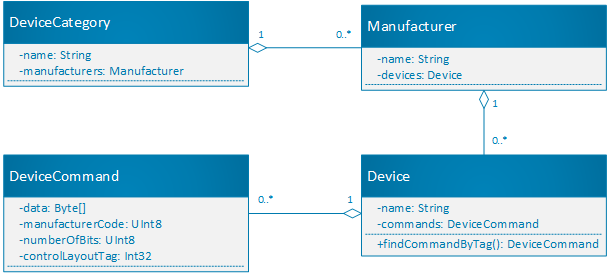 DeviceCategory
-name: String
-manufacturers: Manufacturer
1
0..*
Manufacturer
-name: String
-devices: Device
1
0..*
DeviceCommand
-data: Byte[]
-manufacturerCode: UInt8
-numberOfBits: UInt8
-controlLayoutTag: Int32
0..*
1
Device
-name: String
-commands: DeviceCommand
+findCommandByTag(): DeviceCommand